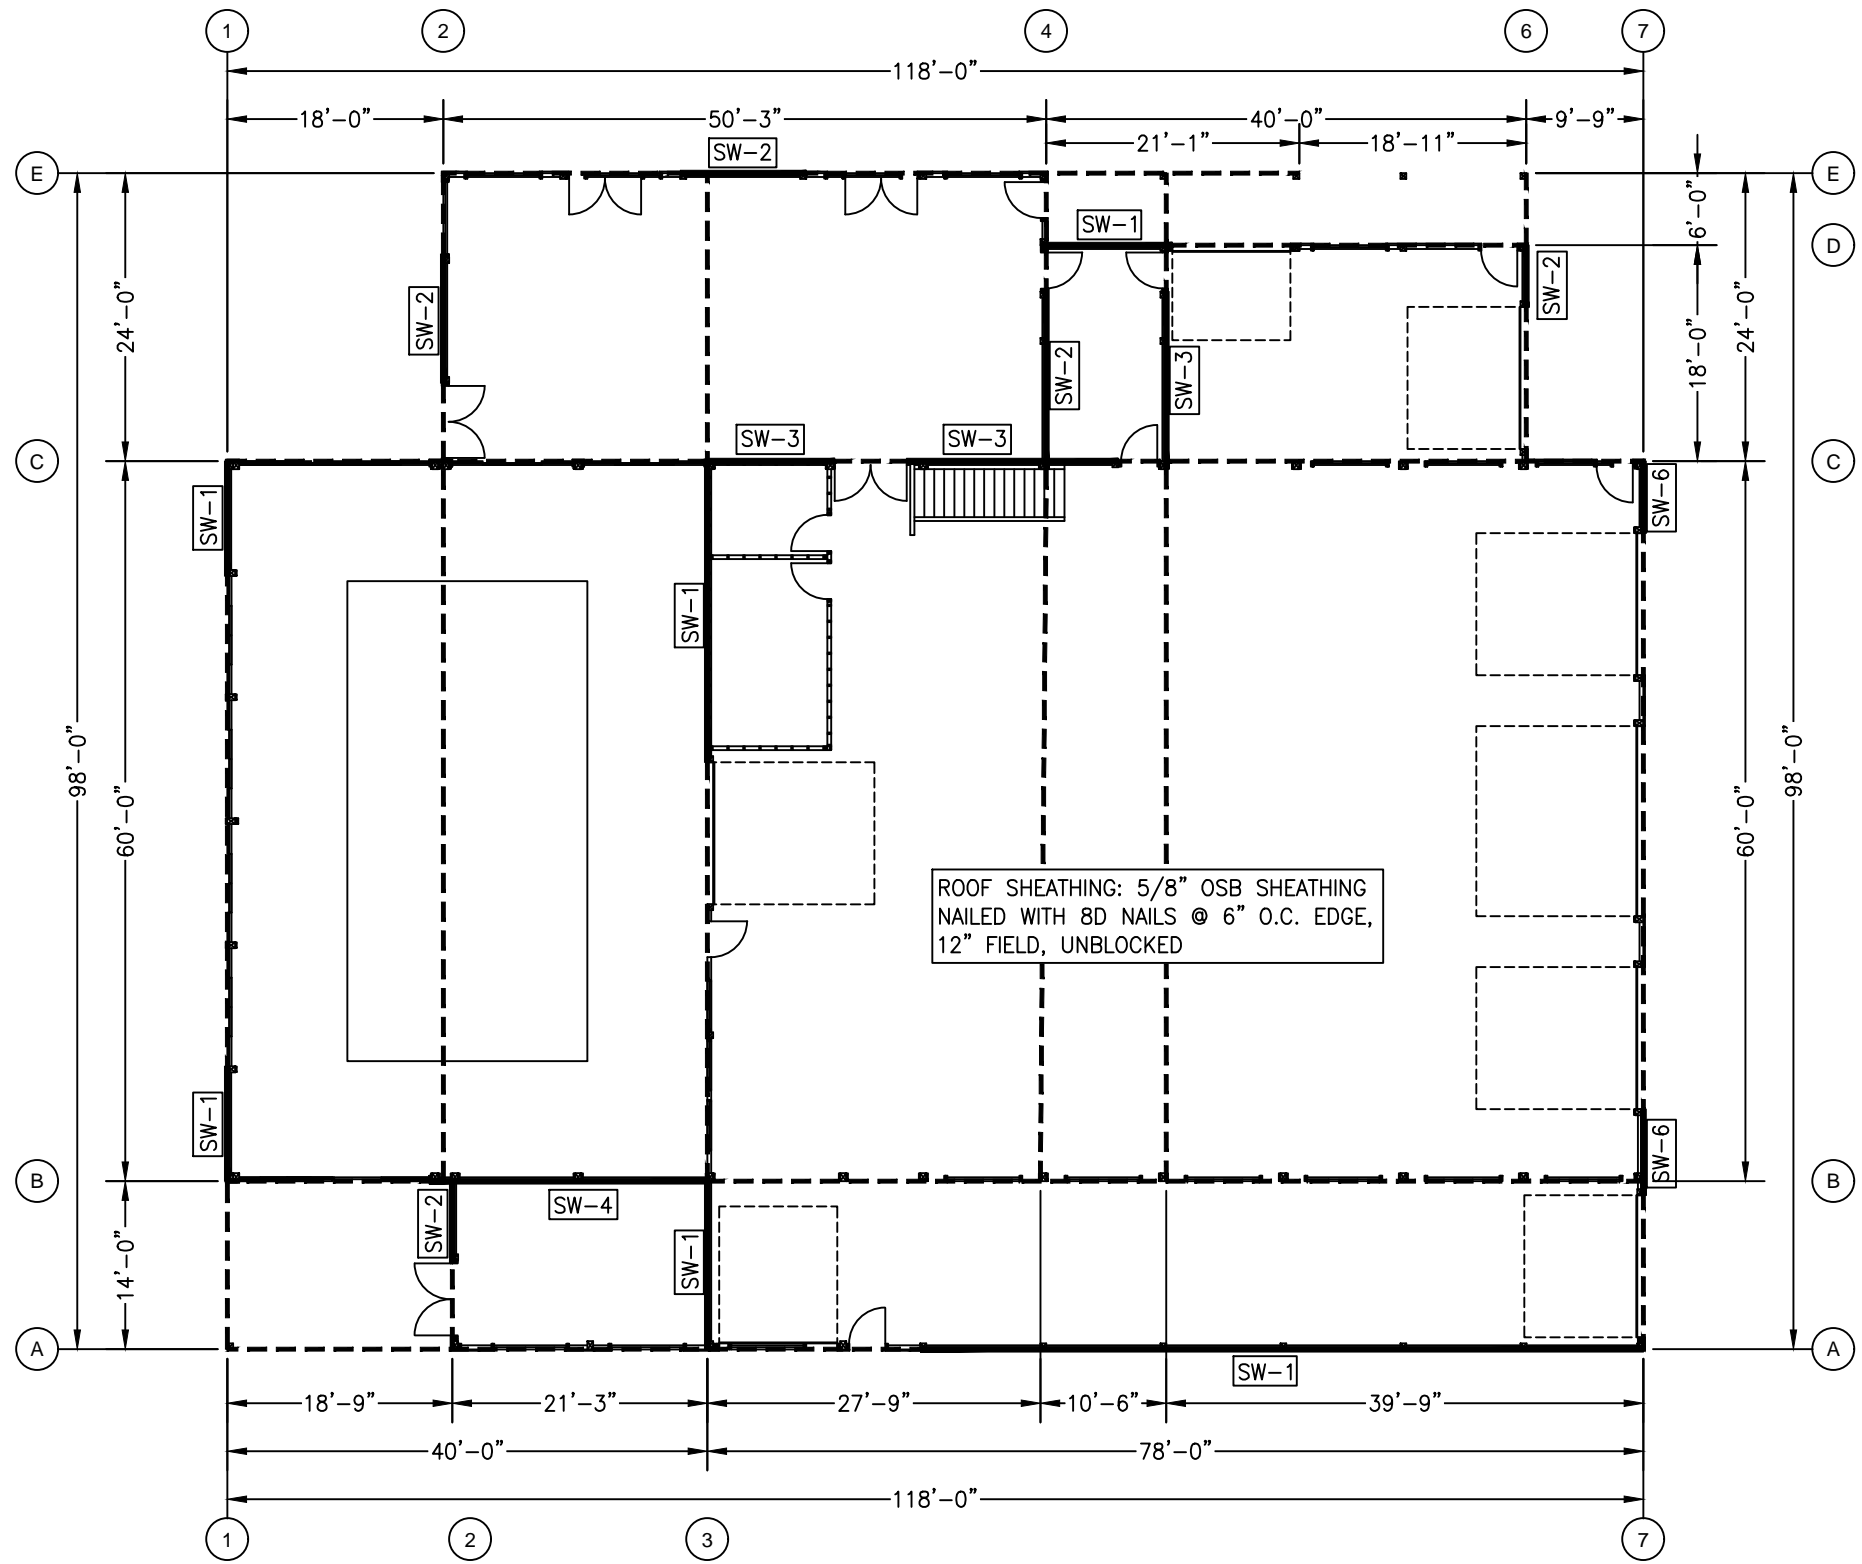 1 2 4 6 7
118'-0"
18'-0" 50'-3" 40'-0" 9'-9"
21'-1" 18'-11"
SW-2
E E
6'-0"
SW-1
D
SW-2
SW-2
24'-0"
24'-0"
18'-0"
SW-2
SW-3
SW-3 SW-3
C C
SW-1
SW-6
SW-1
98'-0"
98'-0"
60'-0"
60'-0"
ROOF SHEATHING: 5/8" OSB SHEATHING
NAILED WITH 8D NAILS @ 6" O.C. EDGE,
12" FIELD, UNBLOCKED
SW-1
SW-6
B B
SW-2
SW-4
SW-1
14'-0"
A A
SW-1
18'-9" 21'-3" 27'-9" 10'-6" 39'-9"
40'-0" 78'-0"
118'-0"
1 2 3 7